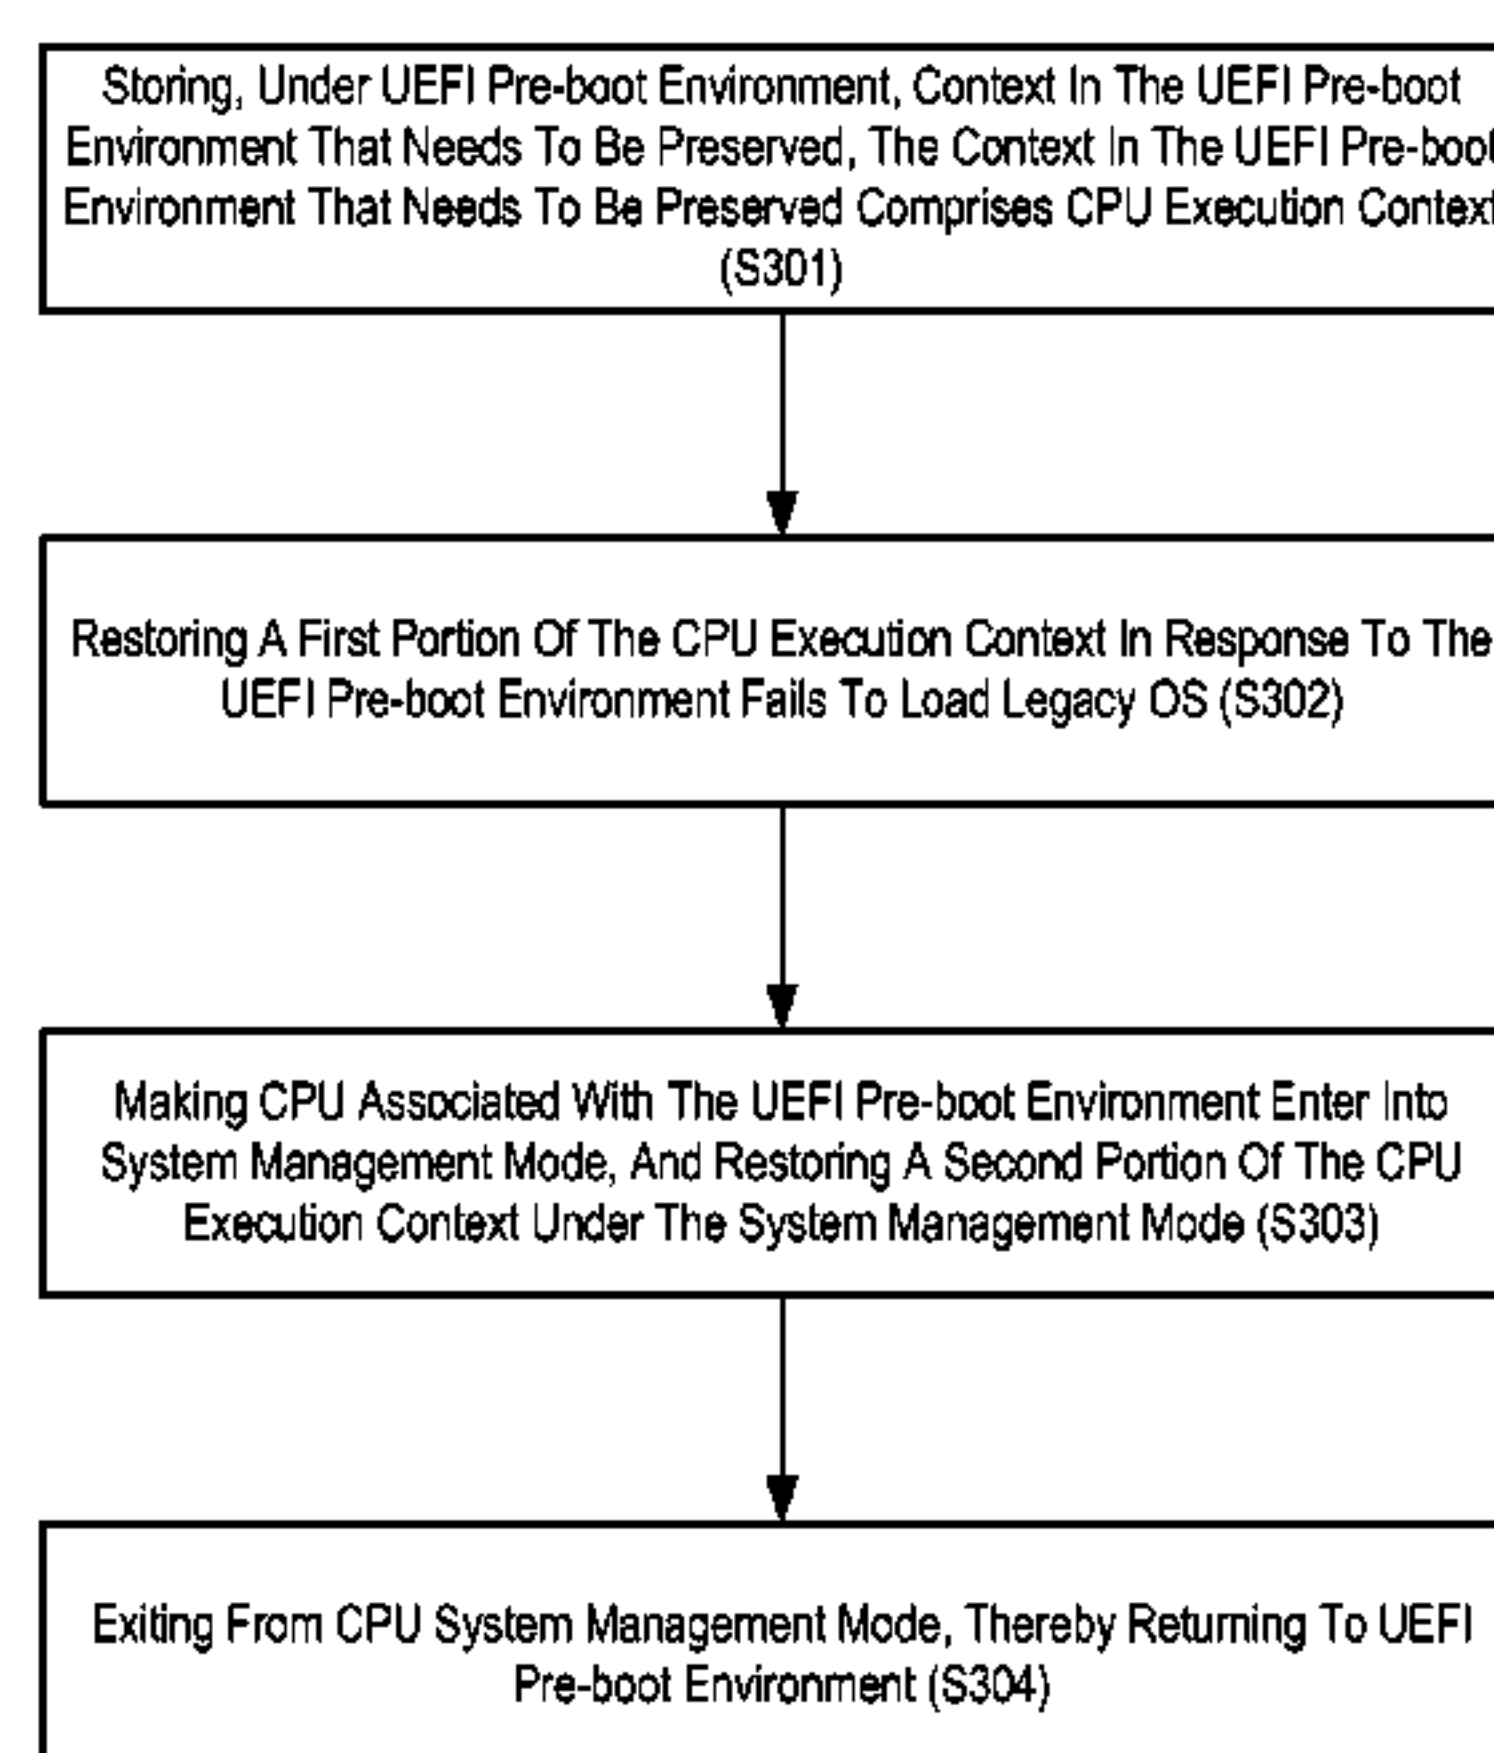 Storing, Under UEFI Pre-boot Environment, Context In The UEFI Pre-boot
Environment That Needs To Be Preserved, The Context In The UEFI Pre-boot
Environment That Needs To Be Preserved Comprises CPU Execution Context
(S301)
Restoring A First Portion Of The CPU Execution Context In Response To The
UEFI Pre-boot Environment Fails To Load Legacy OS (S302)
Making CPU Associated With The UEFI Pre-boot Environment Enter Into
System Management Mode, And Restoring A Second Portion Of The CPU
Execution Context Under The System Management Mode (S303)
Exiting From CPU System Management Mode, Thereby Returning To UEFI
Pre-boot Environment (S304)